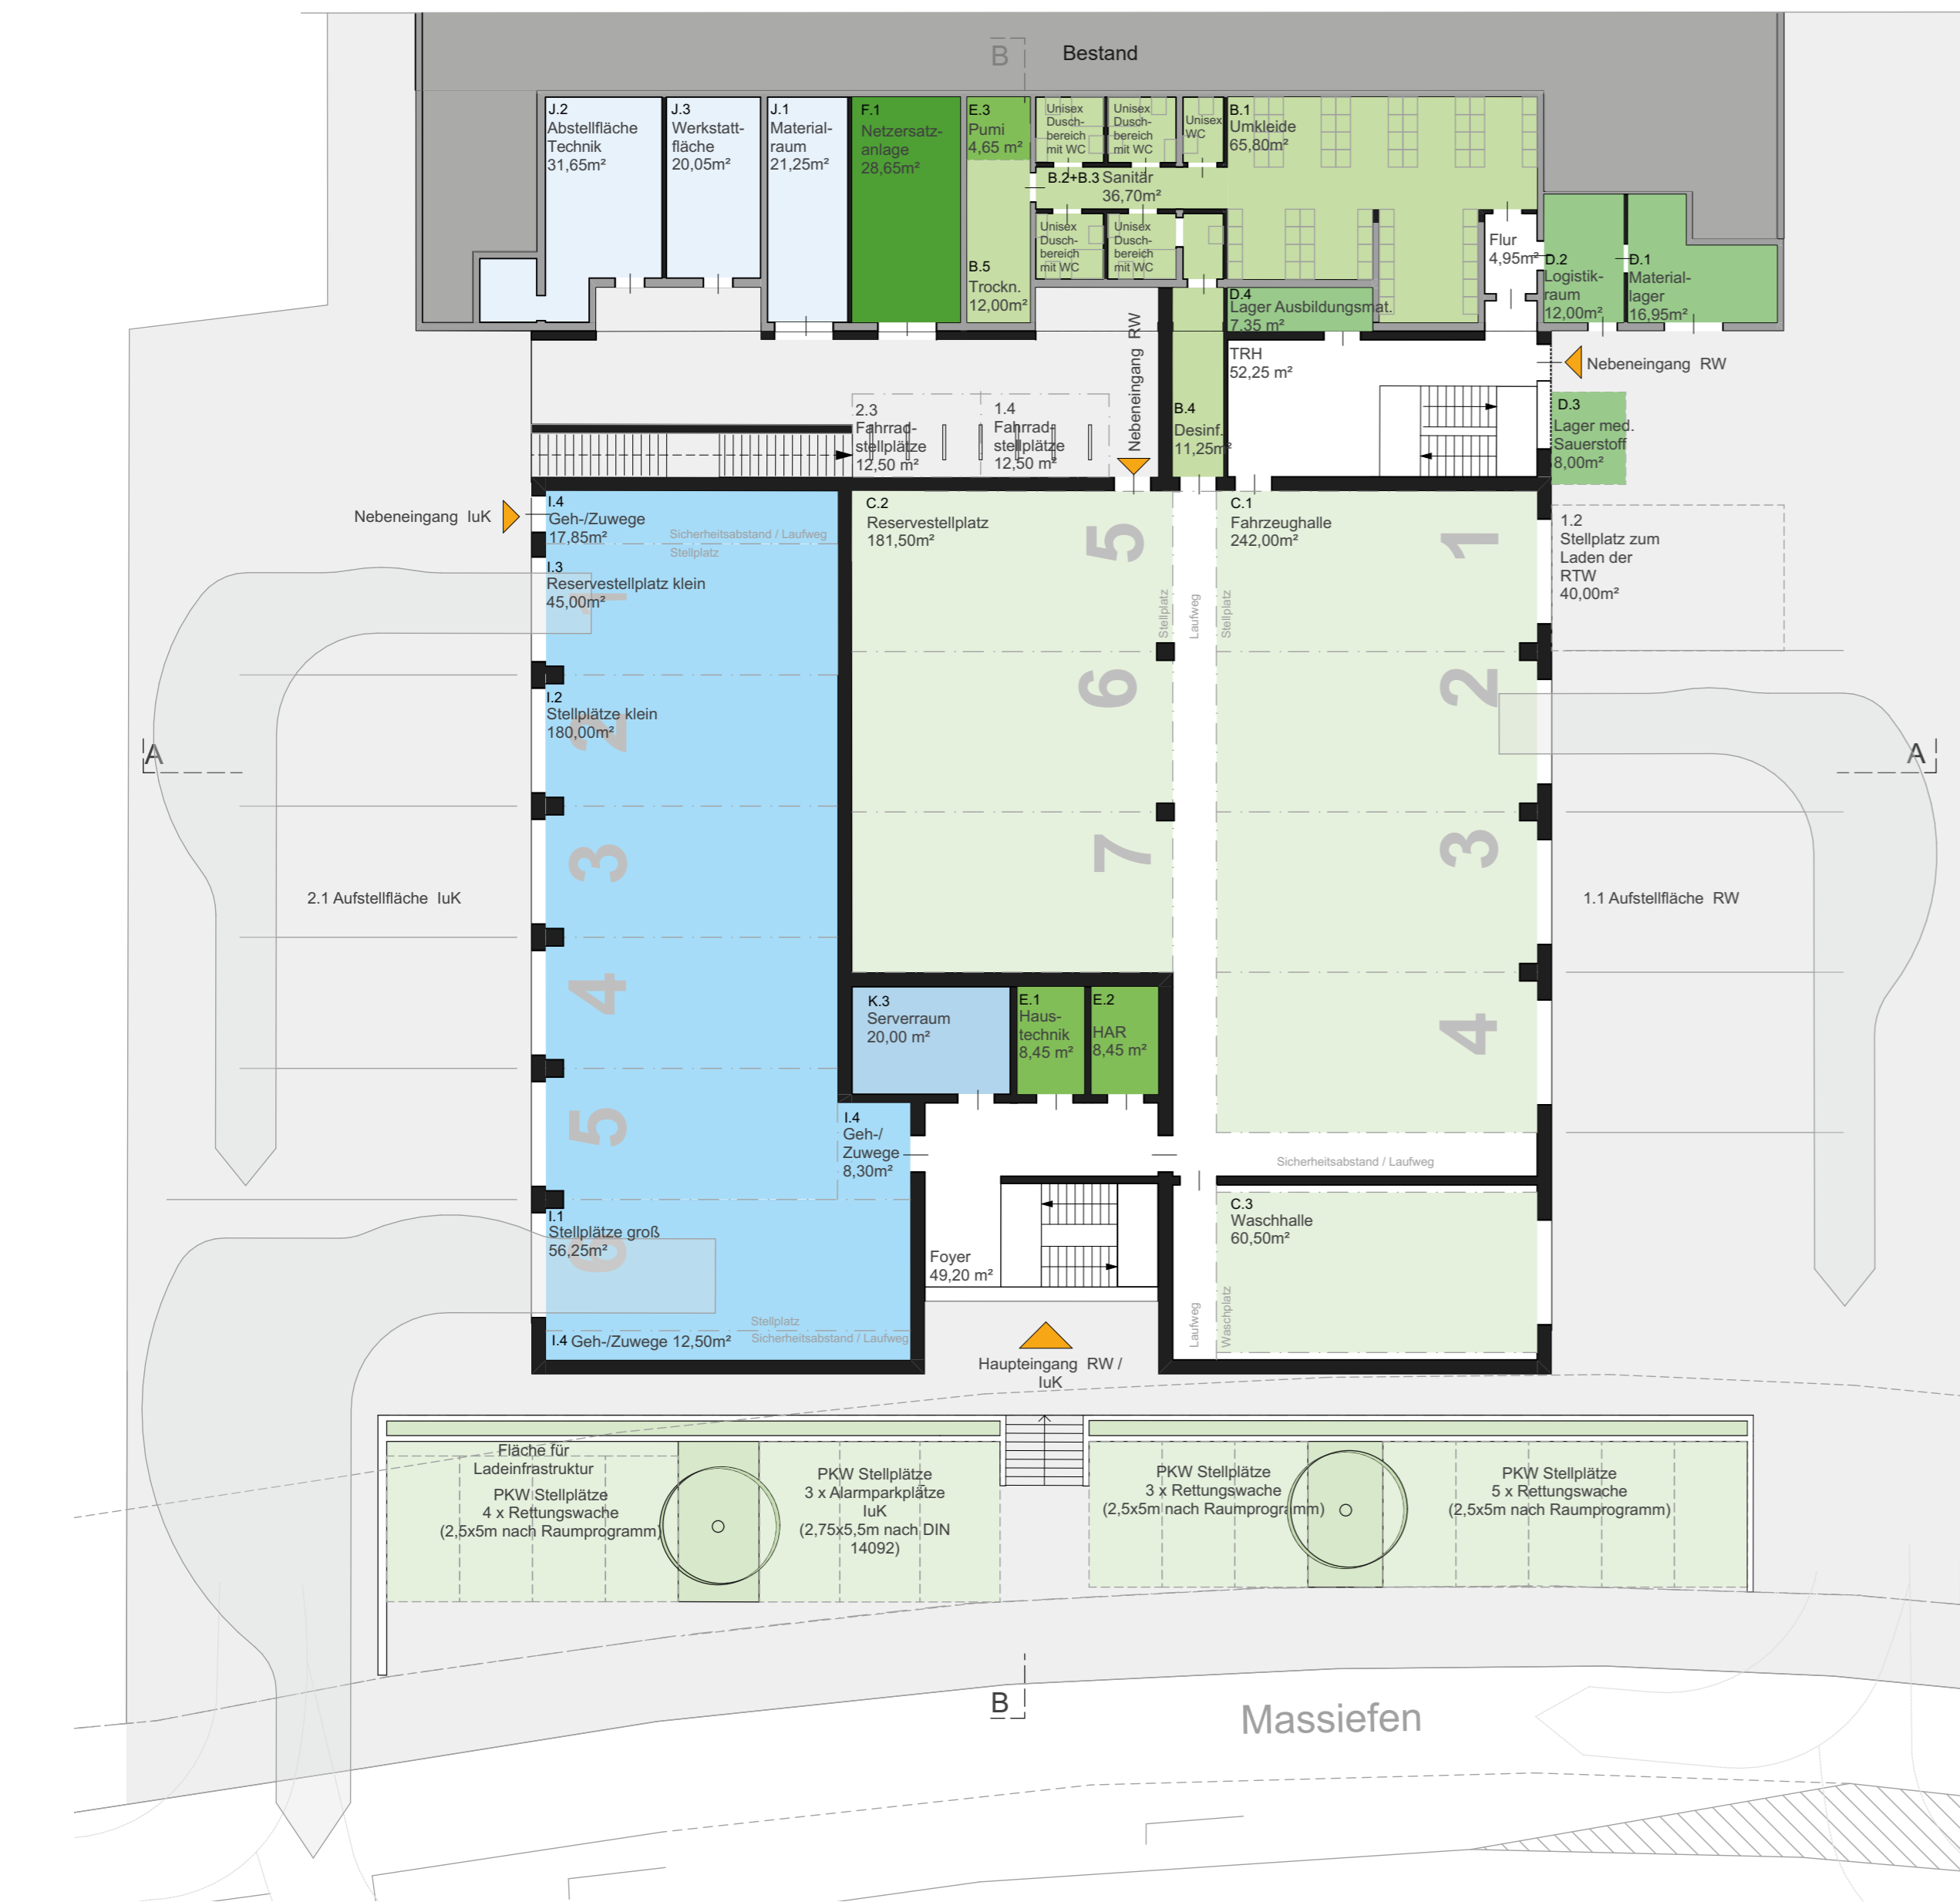 B
Bestand
J.2
Abstellfläche
Technik
31,65m²
J.3
Werkstatt-
fläche
20,05m²
J.1
Material-
raum
21,25m²
F.1
Netzersatz-
anlage
28,65m²
E.3
Pumi
4,65 m²
Unisex
Dusch-
bereich
mit WC
Unisex
Dusch-
bereich
mit WC
Unisex
WC
B.1
Umkleide
65,80m²
B.2+B.3 Sanitär
36,70m²
Unisex
Dusch-
bereich
mit WC
Unisex
Dusch-
bereich
mit WC
B.5
Trockn.
12,00m²
Flur
4,95m²
D.2
Logistik-
raum
12,00m²
D.1
Material-
lager
16,95m²
D.4
Lager Ausbildungsmat.
7,35 m²
TRH
52,25 m²
Nebeneingang RW
Nebeneingang RW
2.3
Fahrrad-
stellplätze
12,50 m²
1.4
Fahrrad-
stellplätze
12,50 m²
B.4
Desinf.
11,25m²
D.3
Lager med.
Sauerstoff
8,00m²
Nebeneingang IuK
I.4
Geh-/Zuwege
17,85m²
Sicherheitsabstand / Laufweg
Stellplatz
I.3
Reservestellplatz klein
45,00m²
1
C.2
Reservestellplatz
181,50m²
5
C.1
Fahrzeughalle
242,00m²
1
1.2
Stellplatz zum
Laden der
RTW
40,00m²
Stellplatz
Laufweg
Stellplatz
I.2
Stellplätze klein
180,00m²
2
6
2
A
A
3
7
3
2.1 Aufstellfläche IuK
1.1 Aufstellfläche RW
4
4
K.3
Serverraum
20,00 m²
E.1
Haus-
technik
8,45 m²
E.2
HAR
8,45 m²
5
I.4
Geh-/
Zuwege
8,30m²
Sicherheitsabstand / Laufweg
I.1
Stellplätze groß
56,25m²
6
C.3
Waschhalle
60,50m²
Foyer
49,20 m²
Laufweg
Waschplatz
Stellplatz
Sicherheitsabstand / Laufweg
I.4 Geh-/Zuwege 12,50m²
Haupteingang RW /
IuK
Fläche für
Ladeinfrastruktur
PKW Stellplätze
4 x Rettungswache
(2,5x5m nach Raumprogramm)
PKW Stellplätze
3 x Alarmparkplätze
IuK
(2,75x5,5m nach DIN
14092)
PKW Stellplätze
3 x Rettungswache
(2,5x5m nach Raumprogramm)
PKW Stellplätze
5 x Rettungswache
(2,5x5m nach Raumprogramm)
B
Massiefen